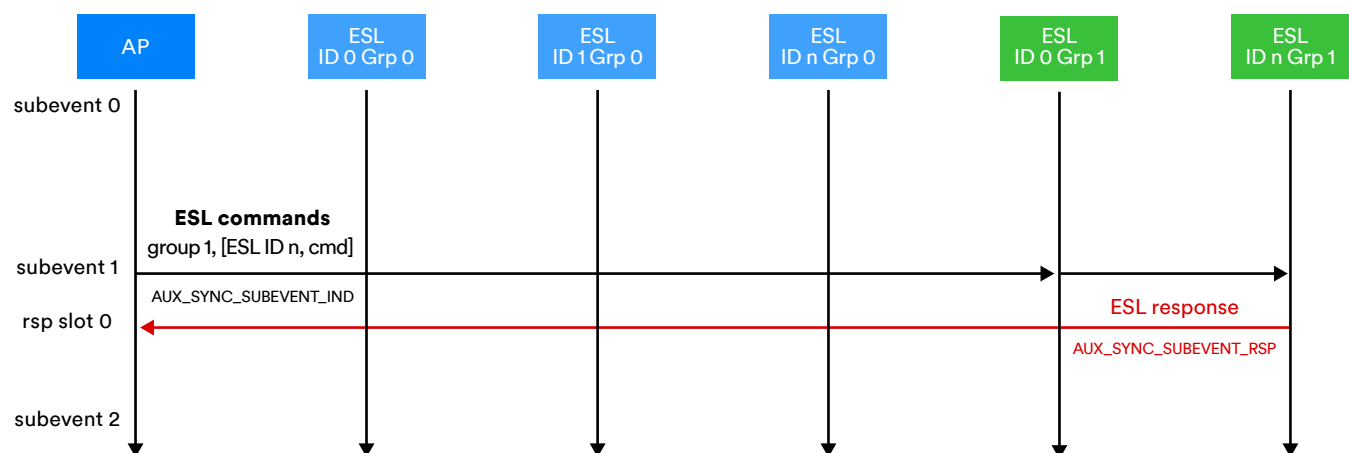 AP
ESL
ID 0 Grp 0
ESL
ID 1 Grp 0
ESL
ID n Grp 0
ESL
ID 0 Grp 1
ESL
ID n Grp 1
subevent 0
ESL commands
group 1, [ESL ID n, cmd]
subevent 1
AUX_SYNC_SUBEVENT_IND
ESL response
rsp slot 0
AUX_SYNC_SUBEVENT_RSP
subevent 2